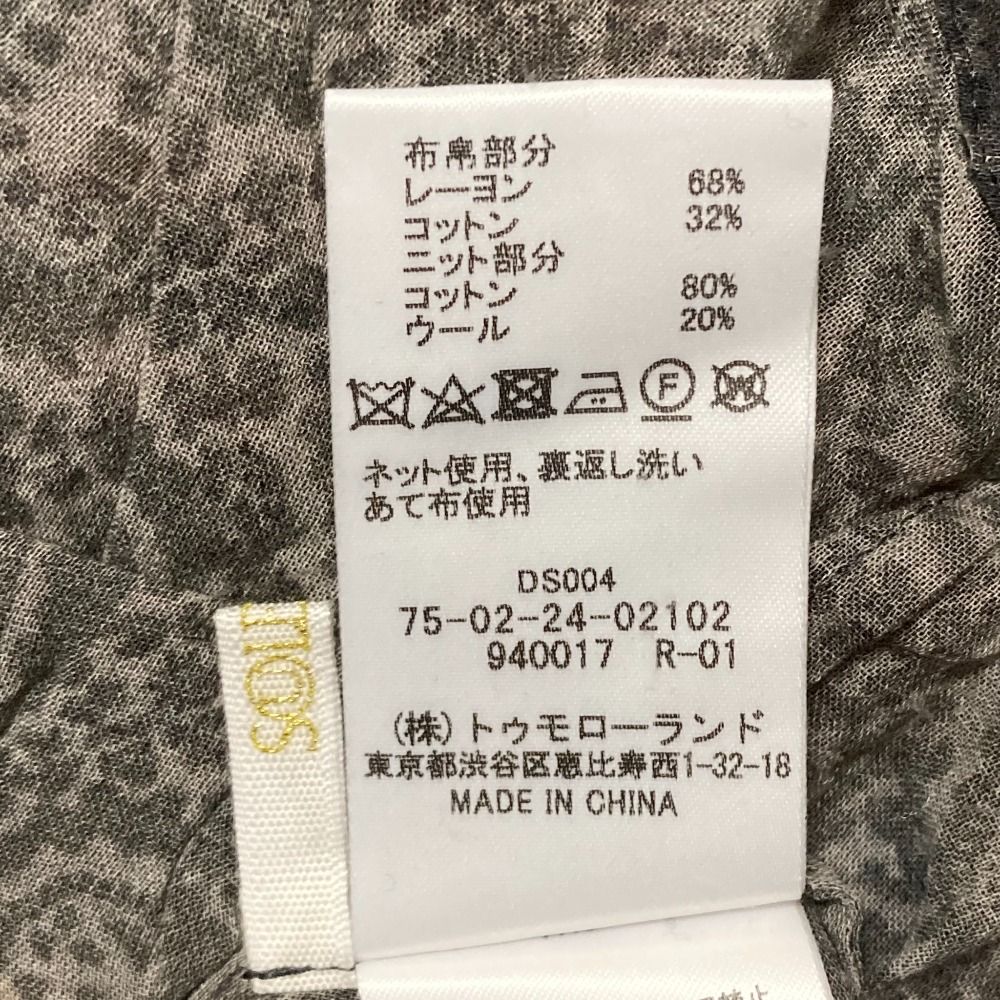 布帛部分
レーヨン 68%
コットン 32%
ニット部分
コットン 80%
ウール 20%
F W
ネット使用、裏返し洗い
あて布使用
DS004
75-02-24-02102
940017 R-01
(株)トゥモローランド
東京都渋谷区恵比寿西1-32-18
MADE IN CHINA